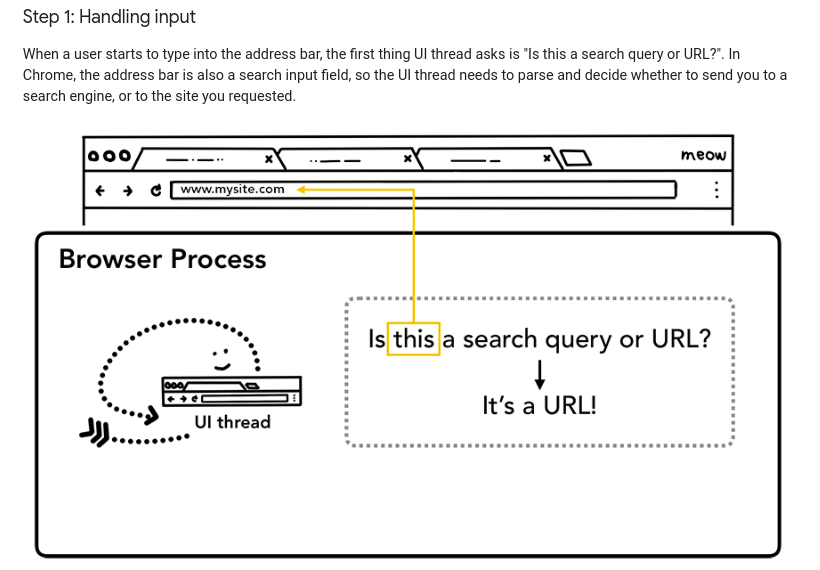 Step 1: Handling input
When a user starts to type into the address bar, the first thing UI thread asks is "Is this a search query or URL?". In
Chrome, the address bar is also a search input field, so the UI thread needs to parse and decide whether to send you to a
search engine, or to the site you requested.
meow
www.mysite.com
Browser Process
Is this a search query or URL?
It's a URL!
UI thread